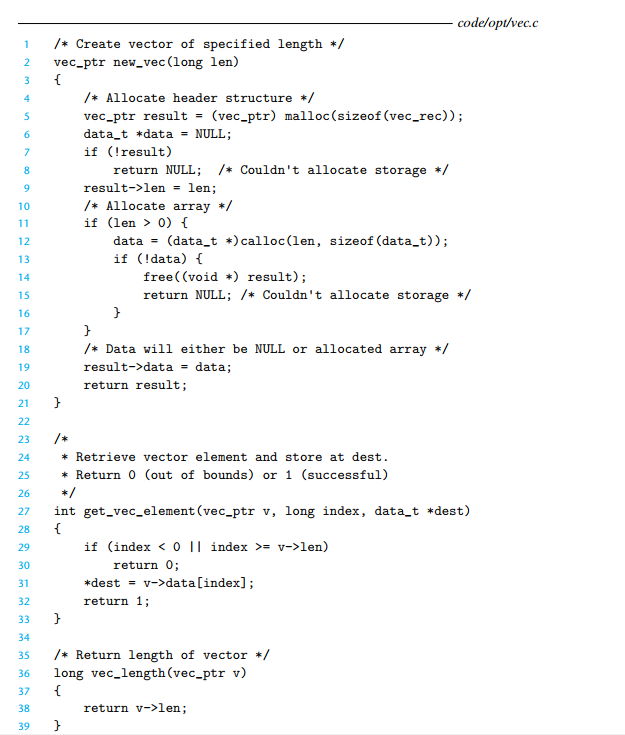 code/opt/vec.c
1 /* Create vector of specified length */
2 vec_ptr new_vec(long len)
3 {
4 /* Allocate header structure */
5 vec_ptr result = (vec_ptr) malloc(sizeof(vec_rec));
6 data_t *data = NULL;
7 if (!result)
8 return NULL; /* Couldn't allocate storage */
9 result->len = len;
10 /* Allocate array */
11 if (len > 0) {
12 data = (data_t *)calloc(len, sizeof(data_t));
13 if (!data) {
14 free((void *) result);
15 return NULL; /* Couldn't allocate storage */
16 }
17 }
18 /* Data will either be NULL or allocated array */
19 result->data = data;
20 return result;
21 }
22
23 /*
24 * Retrieve vector element and store at dest.
25 * Return 0 (out of bounds) or 1 (successful)
26 */
27 int get_vec_element(vec_ptr v, long index, data_t *dest)
28 {
29 if (index < 0 || index >= v->len)
30 return 0;
31 *dest = v->data[index];
32 return 1;
33 }
34
35 /* Return length of vector */
36 long vec_length(vec_ptr v)
37 {
38 return v->len;
39 }